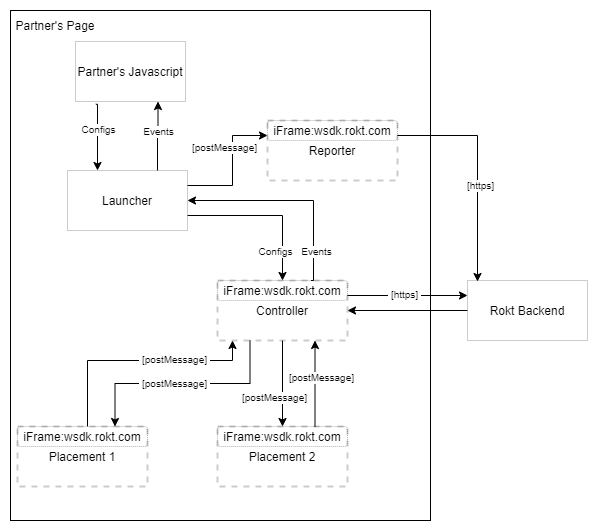 Partner's Page
Partner's Javascript
Configs
Events
iFrame:wsdk.rokt.com
Reporter
[postMessage]
[https]
Launcher
Configs
Events
iFrame:wsdk.rokt.com
Controller
[https]
Rokt Backend
[postMessage]
[postMessage]
[postMessage]
[postMessage]
iFrame:wsdk.rokt.com
Placement 1
iFrame:wsdk.rokt.com
Placement 2